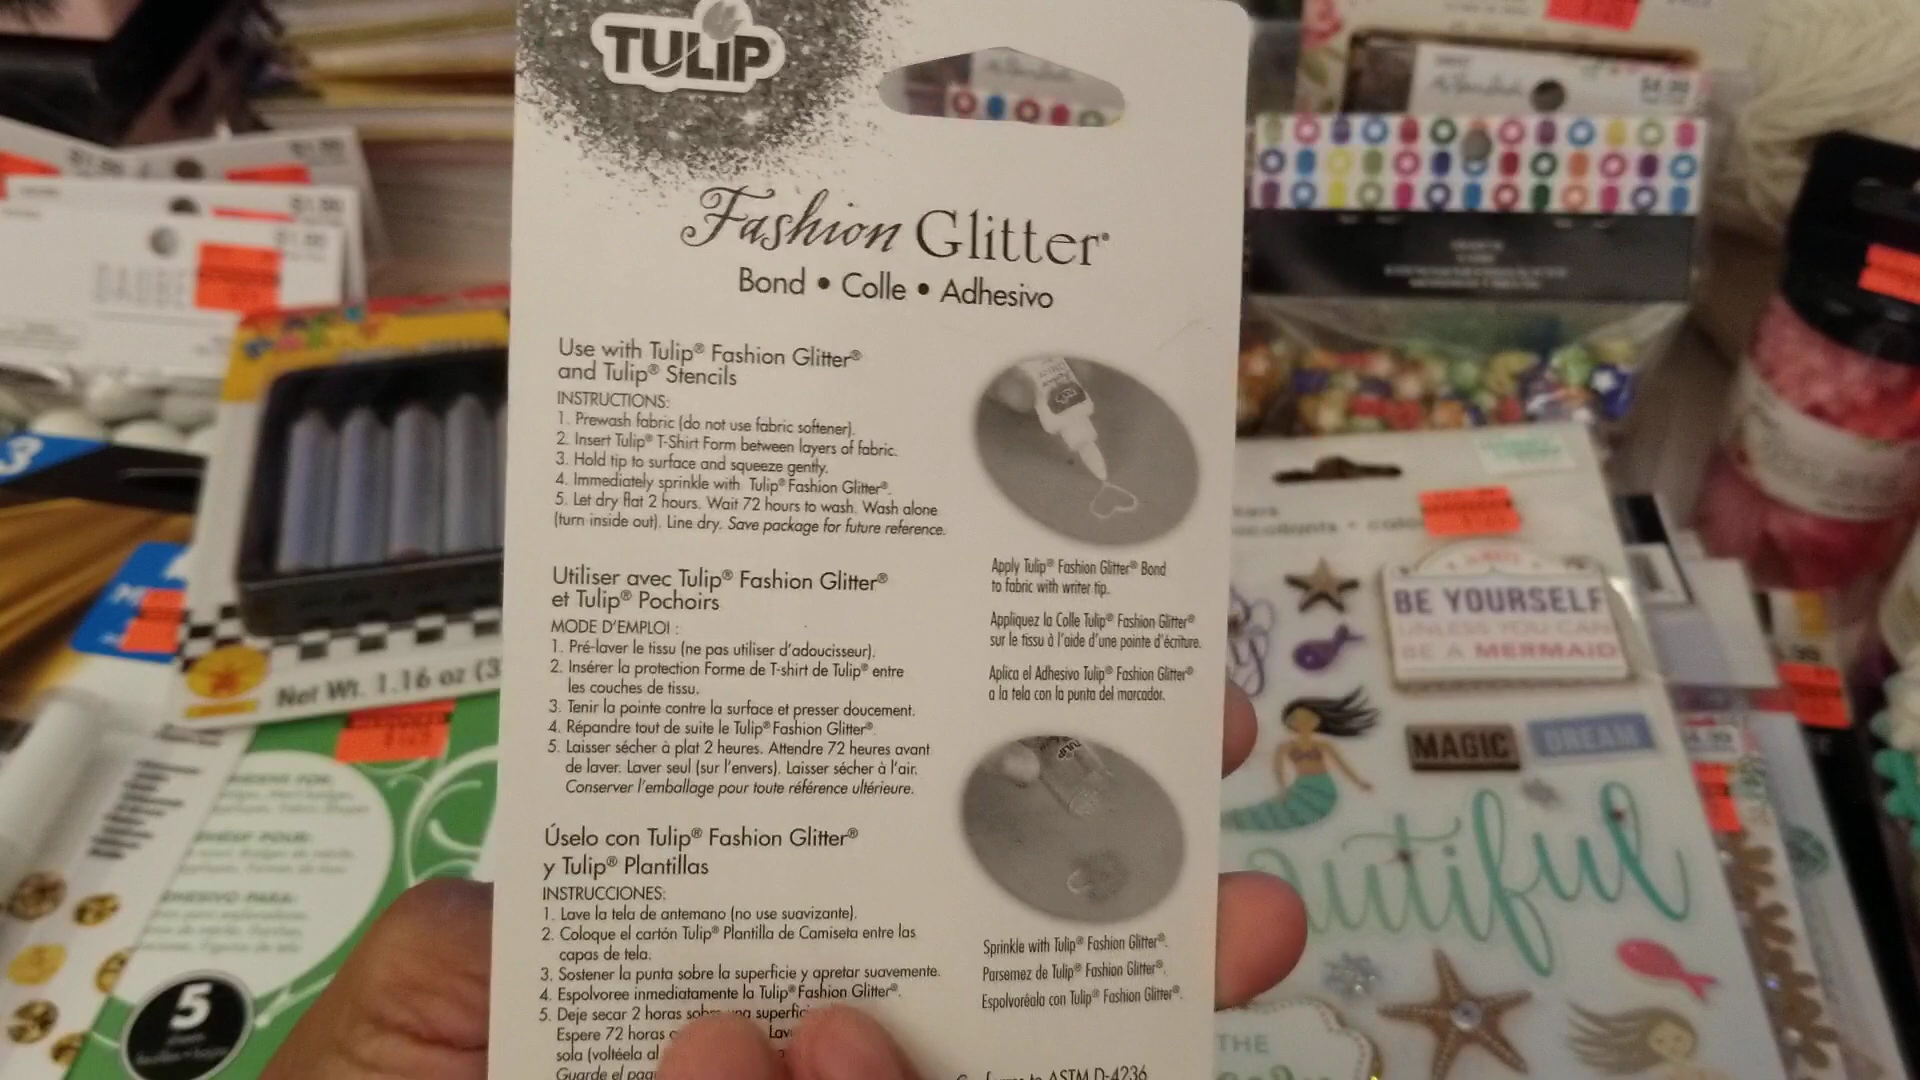 TULIP
Fashion Glitter®
Bond • Colle • Adhesivo
Use with Tulip® Fashion Glitter®
and Tulip® Stencils
INSTRUCTIONS:
1. Prewash fabric (do not use fabric softener).
2. Insert Tulip® T-Shirt Form between layers of fabric.
3. Hold tip to surface and squeeze gently.
4. Immediately sprinkle with Tulip® Fashion Glitter®.
5. Let dry flat 2 hours. Wait 72 hours to wash. Wash alone
(turn inside out). Line dry. Save package for future reference.
Utiliser avec Tulip® Fashion Glitter®
et Tulip® Pochoirs
MODE D'EMPLOI :
1. Pré-laver le tissu (ne pas utiliser d'adoucisseur).
2. Insérer la protection Forme de T-shirt de Tulip® entre
les couches de tissu.
3. Tenir la pointe contre la surface et presser doucement.
4. Répandre tout de suite le Tulip® Fashion Glitter®.
5. Laisser sécher à plat 2 heures. Attendre 72 heures avant
de laver. Laver seul (sur l'envers). Laisser sécher à l'air.
Conserver l'emballage pour toute référence ultérieure.
Úselo con Tulip® Fashion Glitter®
y Tulip® Plantillas
INSTRUCCIONES:
1. Lave la tela de antemano (no use suavizante).
2. Coloque el cartón Tulip® Plantilla de Camiseta entre las
capas de tela.
3. Sostener la punta sobre la superficie y apretar suavemente.
4. Espolvoree inmediatamente la Tulip® Fashion Glitter®.
5. Deje secar 2 horas
Espere 72 horas
sola (voltéela al
Guarde el
Apply Tulip® Fashion Glitter® Bond
to fabric with writer tip.
Appliquez la Colle Tulip® Fashion Glitter®
sur le tissu à l'aide d'une pointe d'écriture.
Aplica el Adhesivo Tulip® Fashion Glitter®
a la tela con la punta del marcador.
Sprinkle with Tulip® Fashion Glitter®.
Parsemez de Tulip® Fashion Glitter®.
Espolvoréala con Tulip® Fashion Glitter®.
ASTM D-4236
Net Wt. 1.16 oz
5
3
BE YOURSELF
UNLESS YOU CAN
BE A MERMAID
MAGIC
DREAM
THE